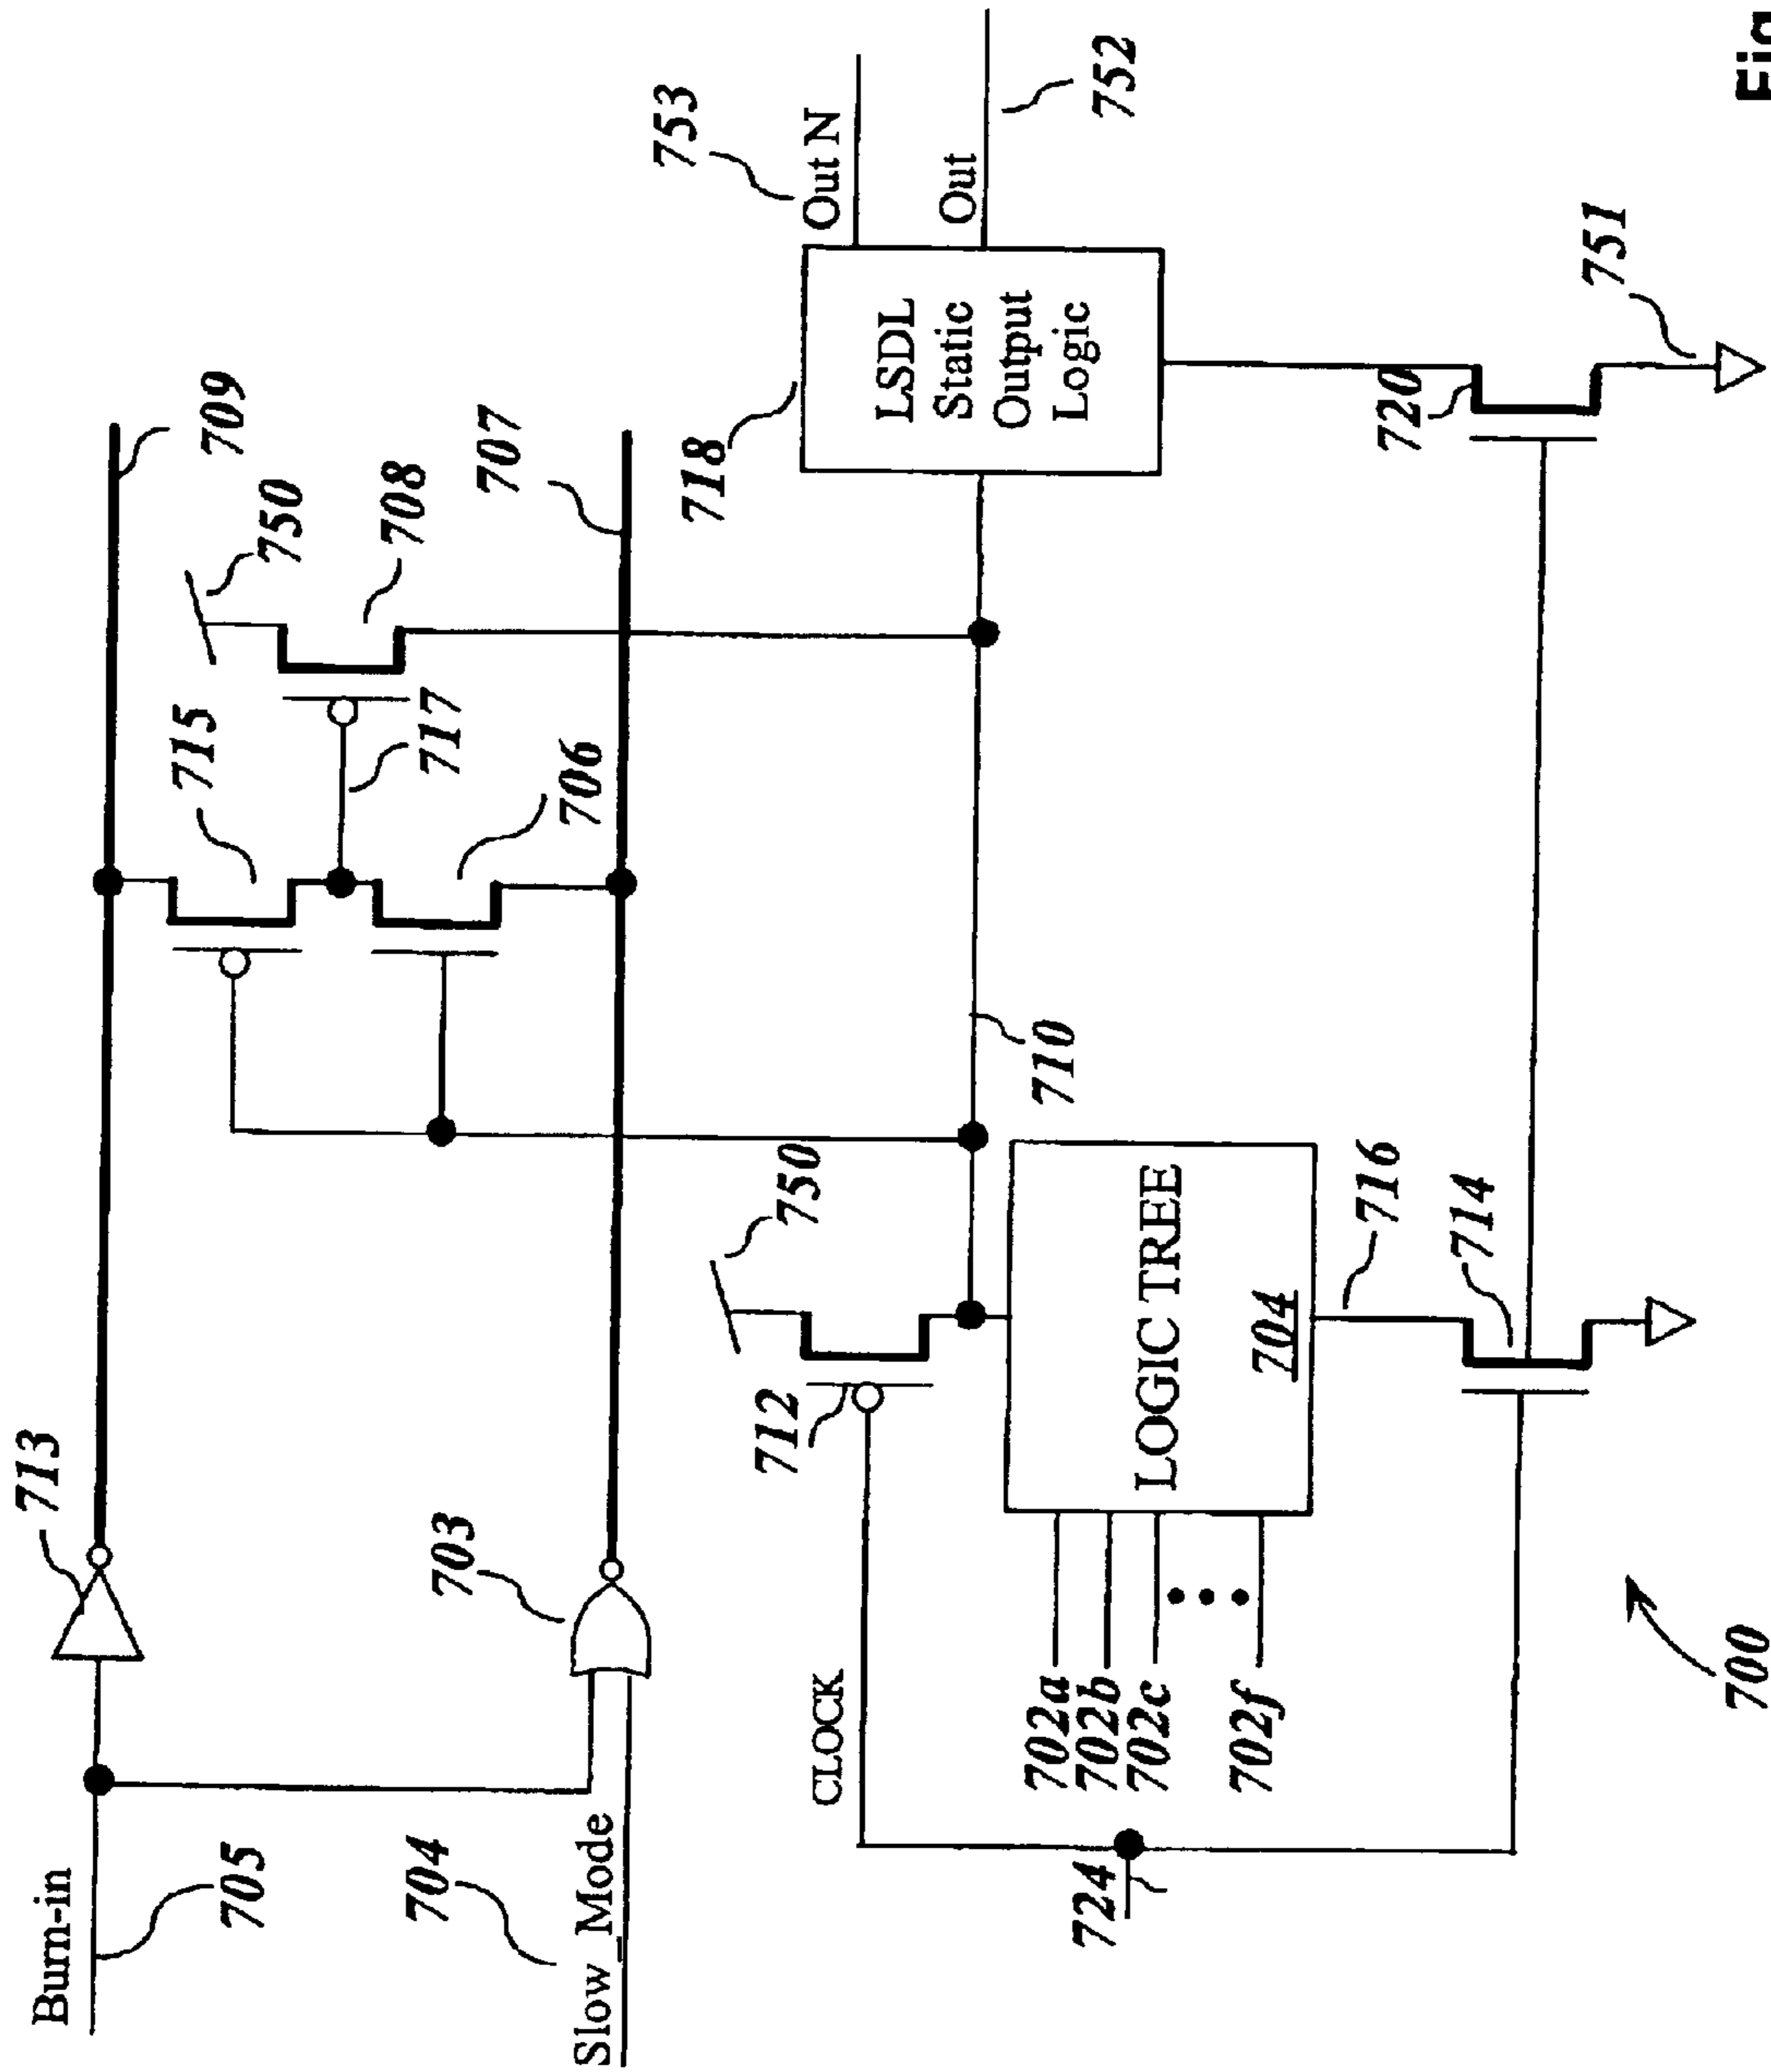 Burn-in
705
713
709
715
750
708
717
706
707
704
Slow_Mode
703
753
Out N
718
LSDL
Static
Output
Logic
Out
752
750
712
CLOCK
710
LOGIC TREE
704
702a
702b
702c
702f
724
716
714
720
751
700